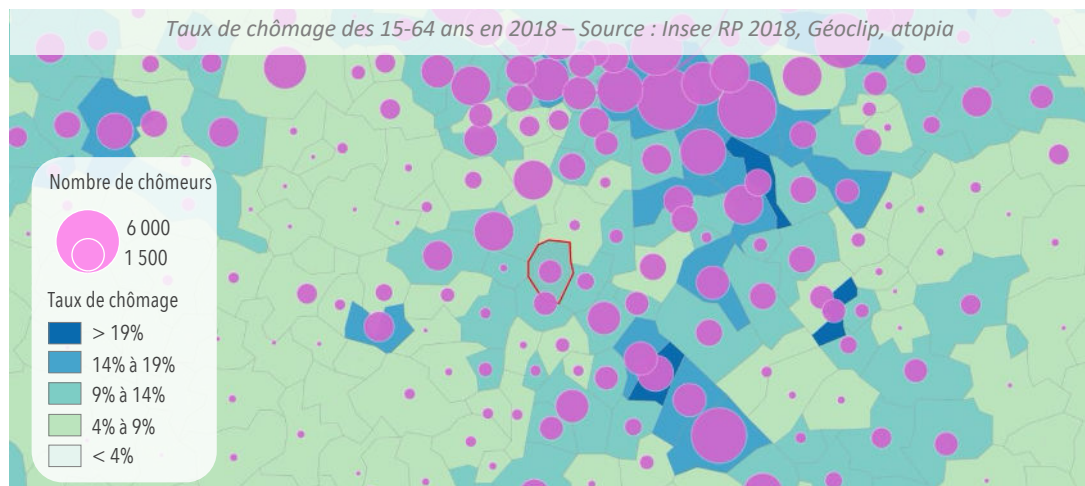 Taux de chômage des 15-64 ans en 2018 – Source : Insee RP 2018, Géoclip, atopia
Nombre de chômeurs
6 000
1 500
Taux de chômage
> 19%
14% à 19%
9% à 14%
4% à 9%
< 4%